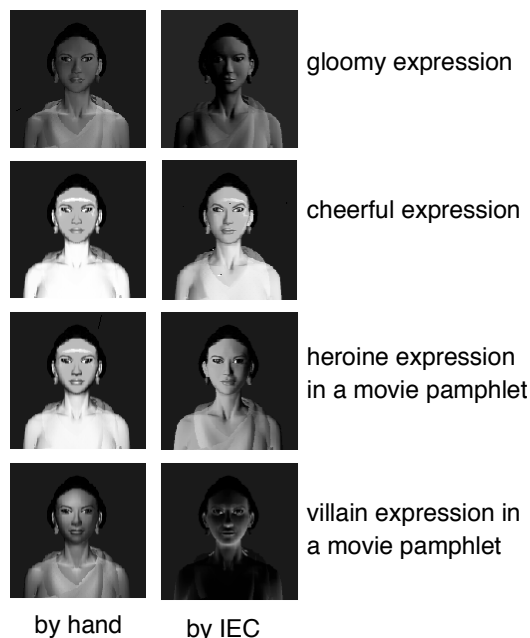 gloomy expression
cheerful expression
heroine expression
in a movie pamphlet
villain expression in
a movie pamphlet
by hand
by IEC